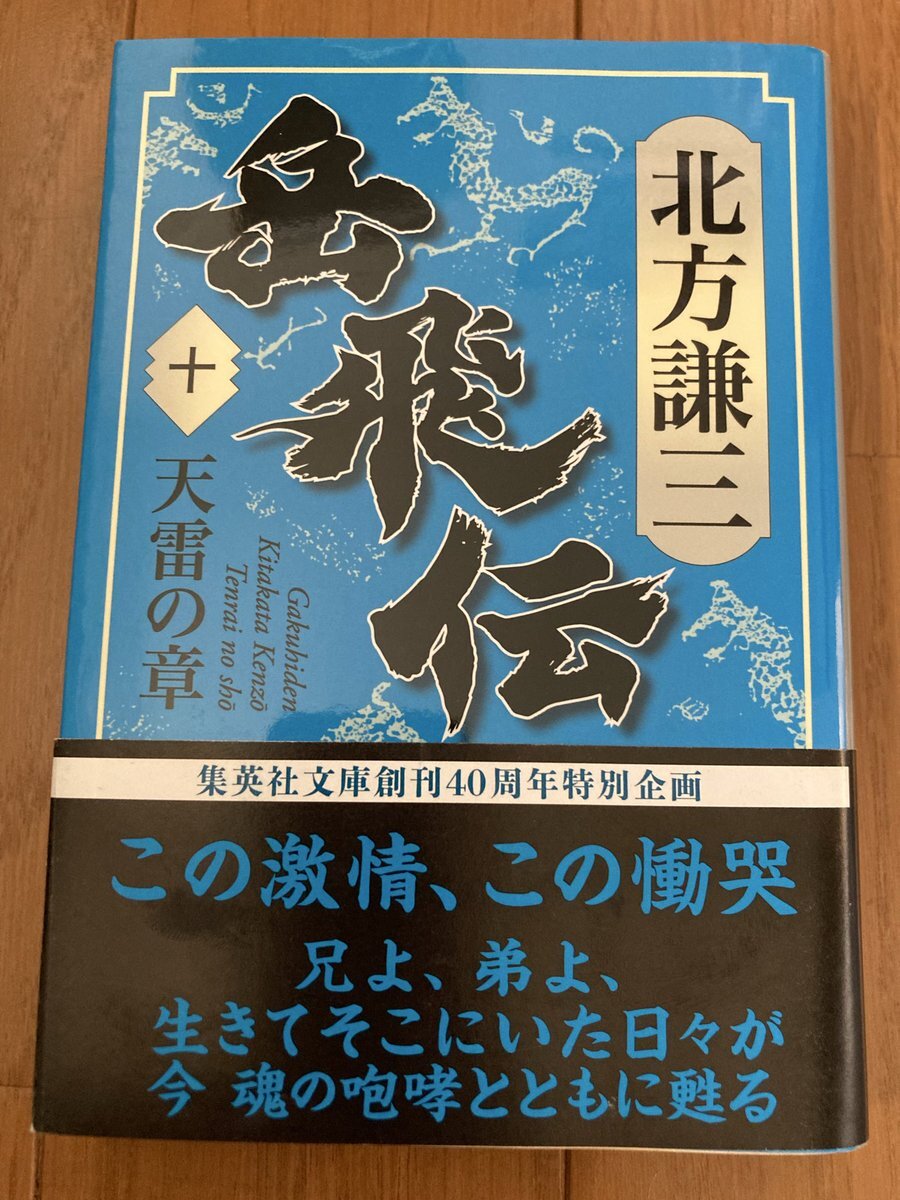 北方謙三
岳飛伝
十
天雷の章
Gakuhiden
Kitakata Kenzō
Tenrai no shō
集英社文庫創刊40周年特別企画
この激情、この慟哭
兄よ、弟よ、
生きてそこにいた日々が
今 魂の咆哮とともに甦る